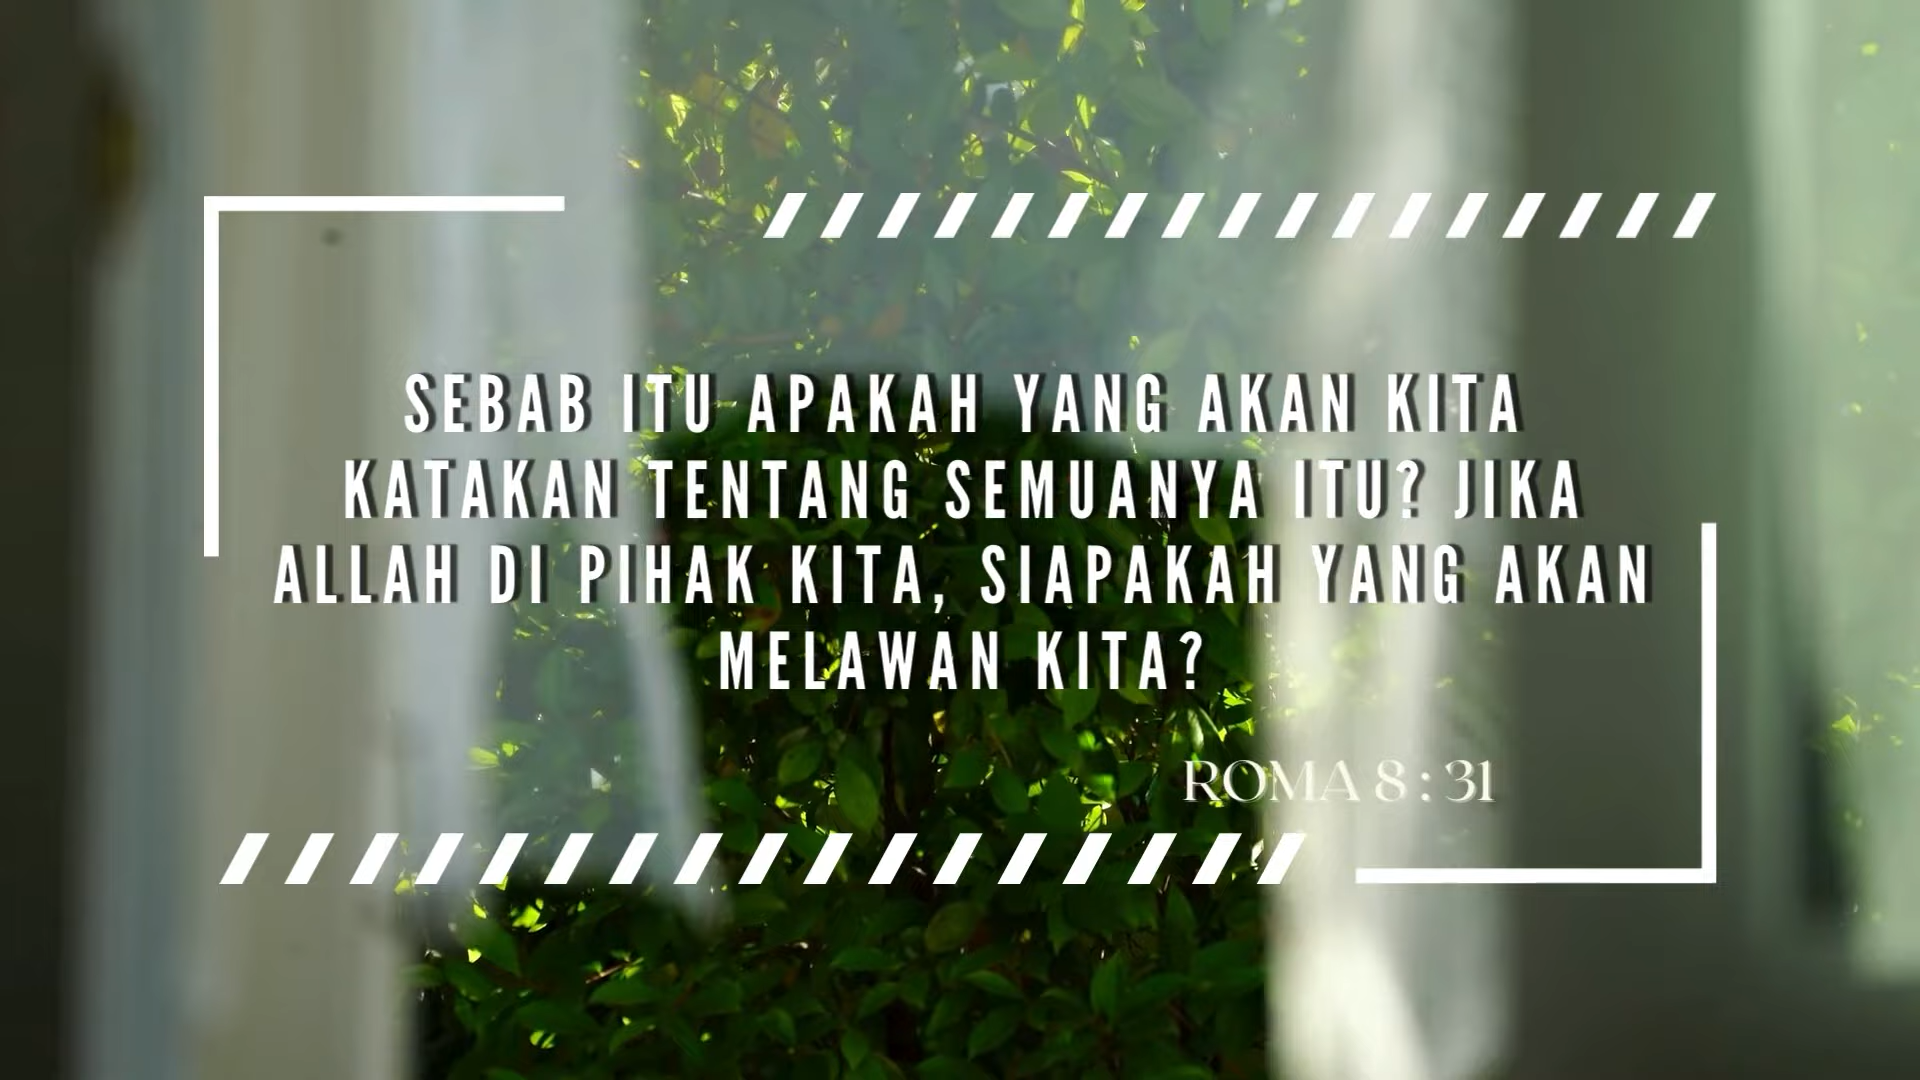 SEBAB ITU APAKAH YANG AKAN KITA
KATAKAN TENTANG SEMUANYA ITU? JIKA
ALLAH DI PIHAK KITA, SIAPAKAH YANG AKAN
MELAWAN KITA?
ROMA 8 : 31